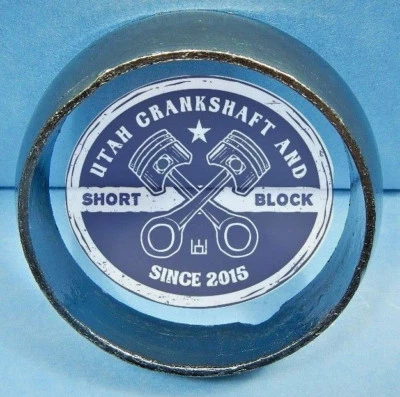 UTAH CRANKSHAFT AND
SHORT BLOCK
SINCE 2015